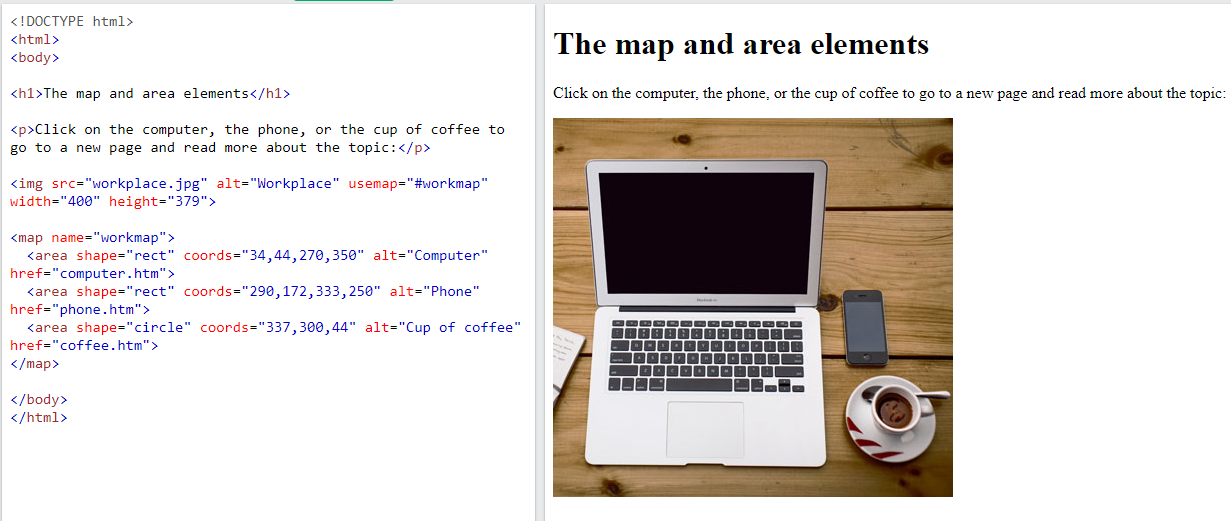 <!DOCTYPE html>
<html>
<body>
<h1>The map and area elements</h1>
<p>Click on the computer, the phone, or the cup of coffee to
go to a new page and read more about the topic:</p>
<img src="workplace.jpg" alt="Workplace" usemap="#workmap"
width="400" height="379">
<map name="workmap">
  <area shape="rect" coords="34,44,270,350" alt="Computer"
href="computer.htm">
  <area shape="rect" coords="290,172,333,250" alt="Phone"
href="phone.htm">
  <area shape="circle" coords="337,300,44" alt="Cup of coffee"
href="coffee.htm">
</map>
</body>
</html>
The map and area elements
Click on the computer, the phone, or the cup of coffee to go to a new page and read more about the topic: